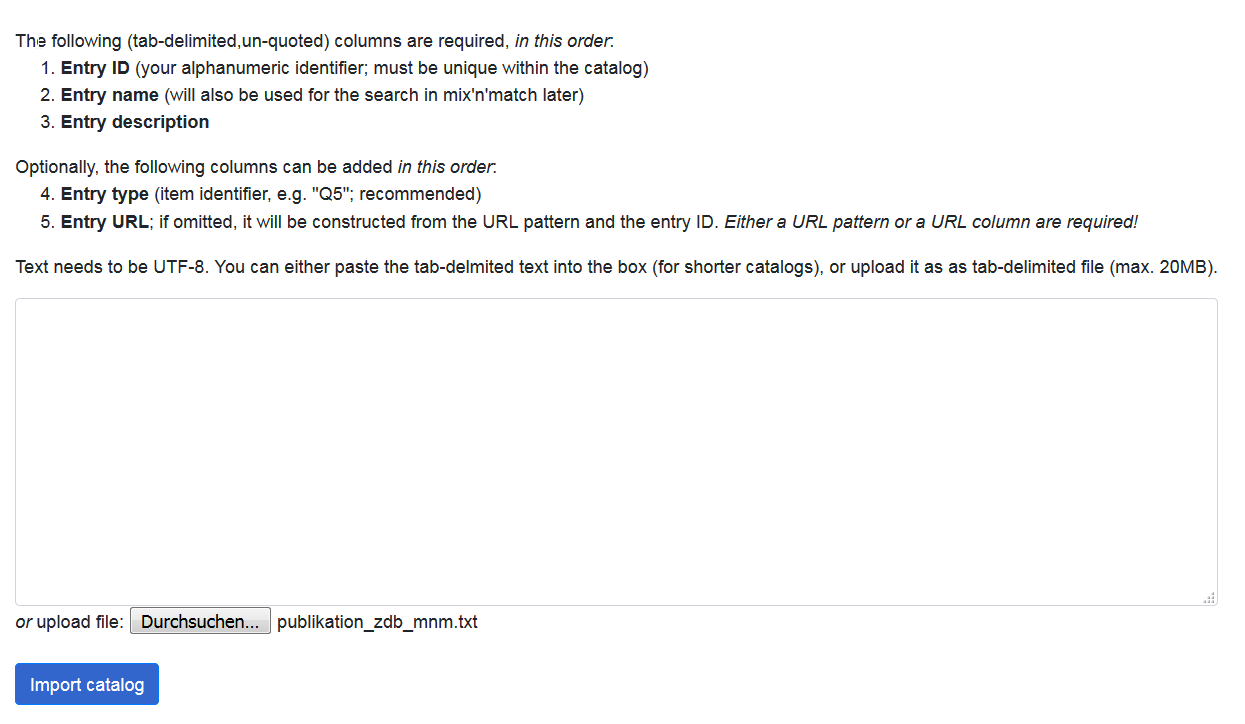 The following (tab-delimited,un-quoted) columns are required, in this order:
1. Entry ID (your alphanumeric identifier; must be unique within the catalog)
2. Entry name (will also be used for the search in mix'n'match later)
3. Entry description
Optionally, the following columns can be added in this order:
4. Entry type (item identifier, e.g. "Q5"; recommended)
5. Entry URL; if omitted, it will be constructed from the URL pattern and the entry ID. Either a URL pattern or a URL column are required!
Text needs to be UTF-8. You can either paste the tab-delmited text into the box (for shorter catalogs), or upload it as as tab-delimited file (max. 20MB).
or upload file: Durchsuchen... publikation_zdb_mnm.txt
Import catalog